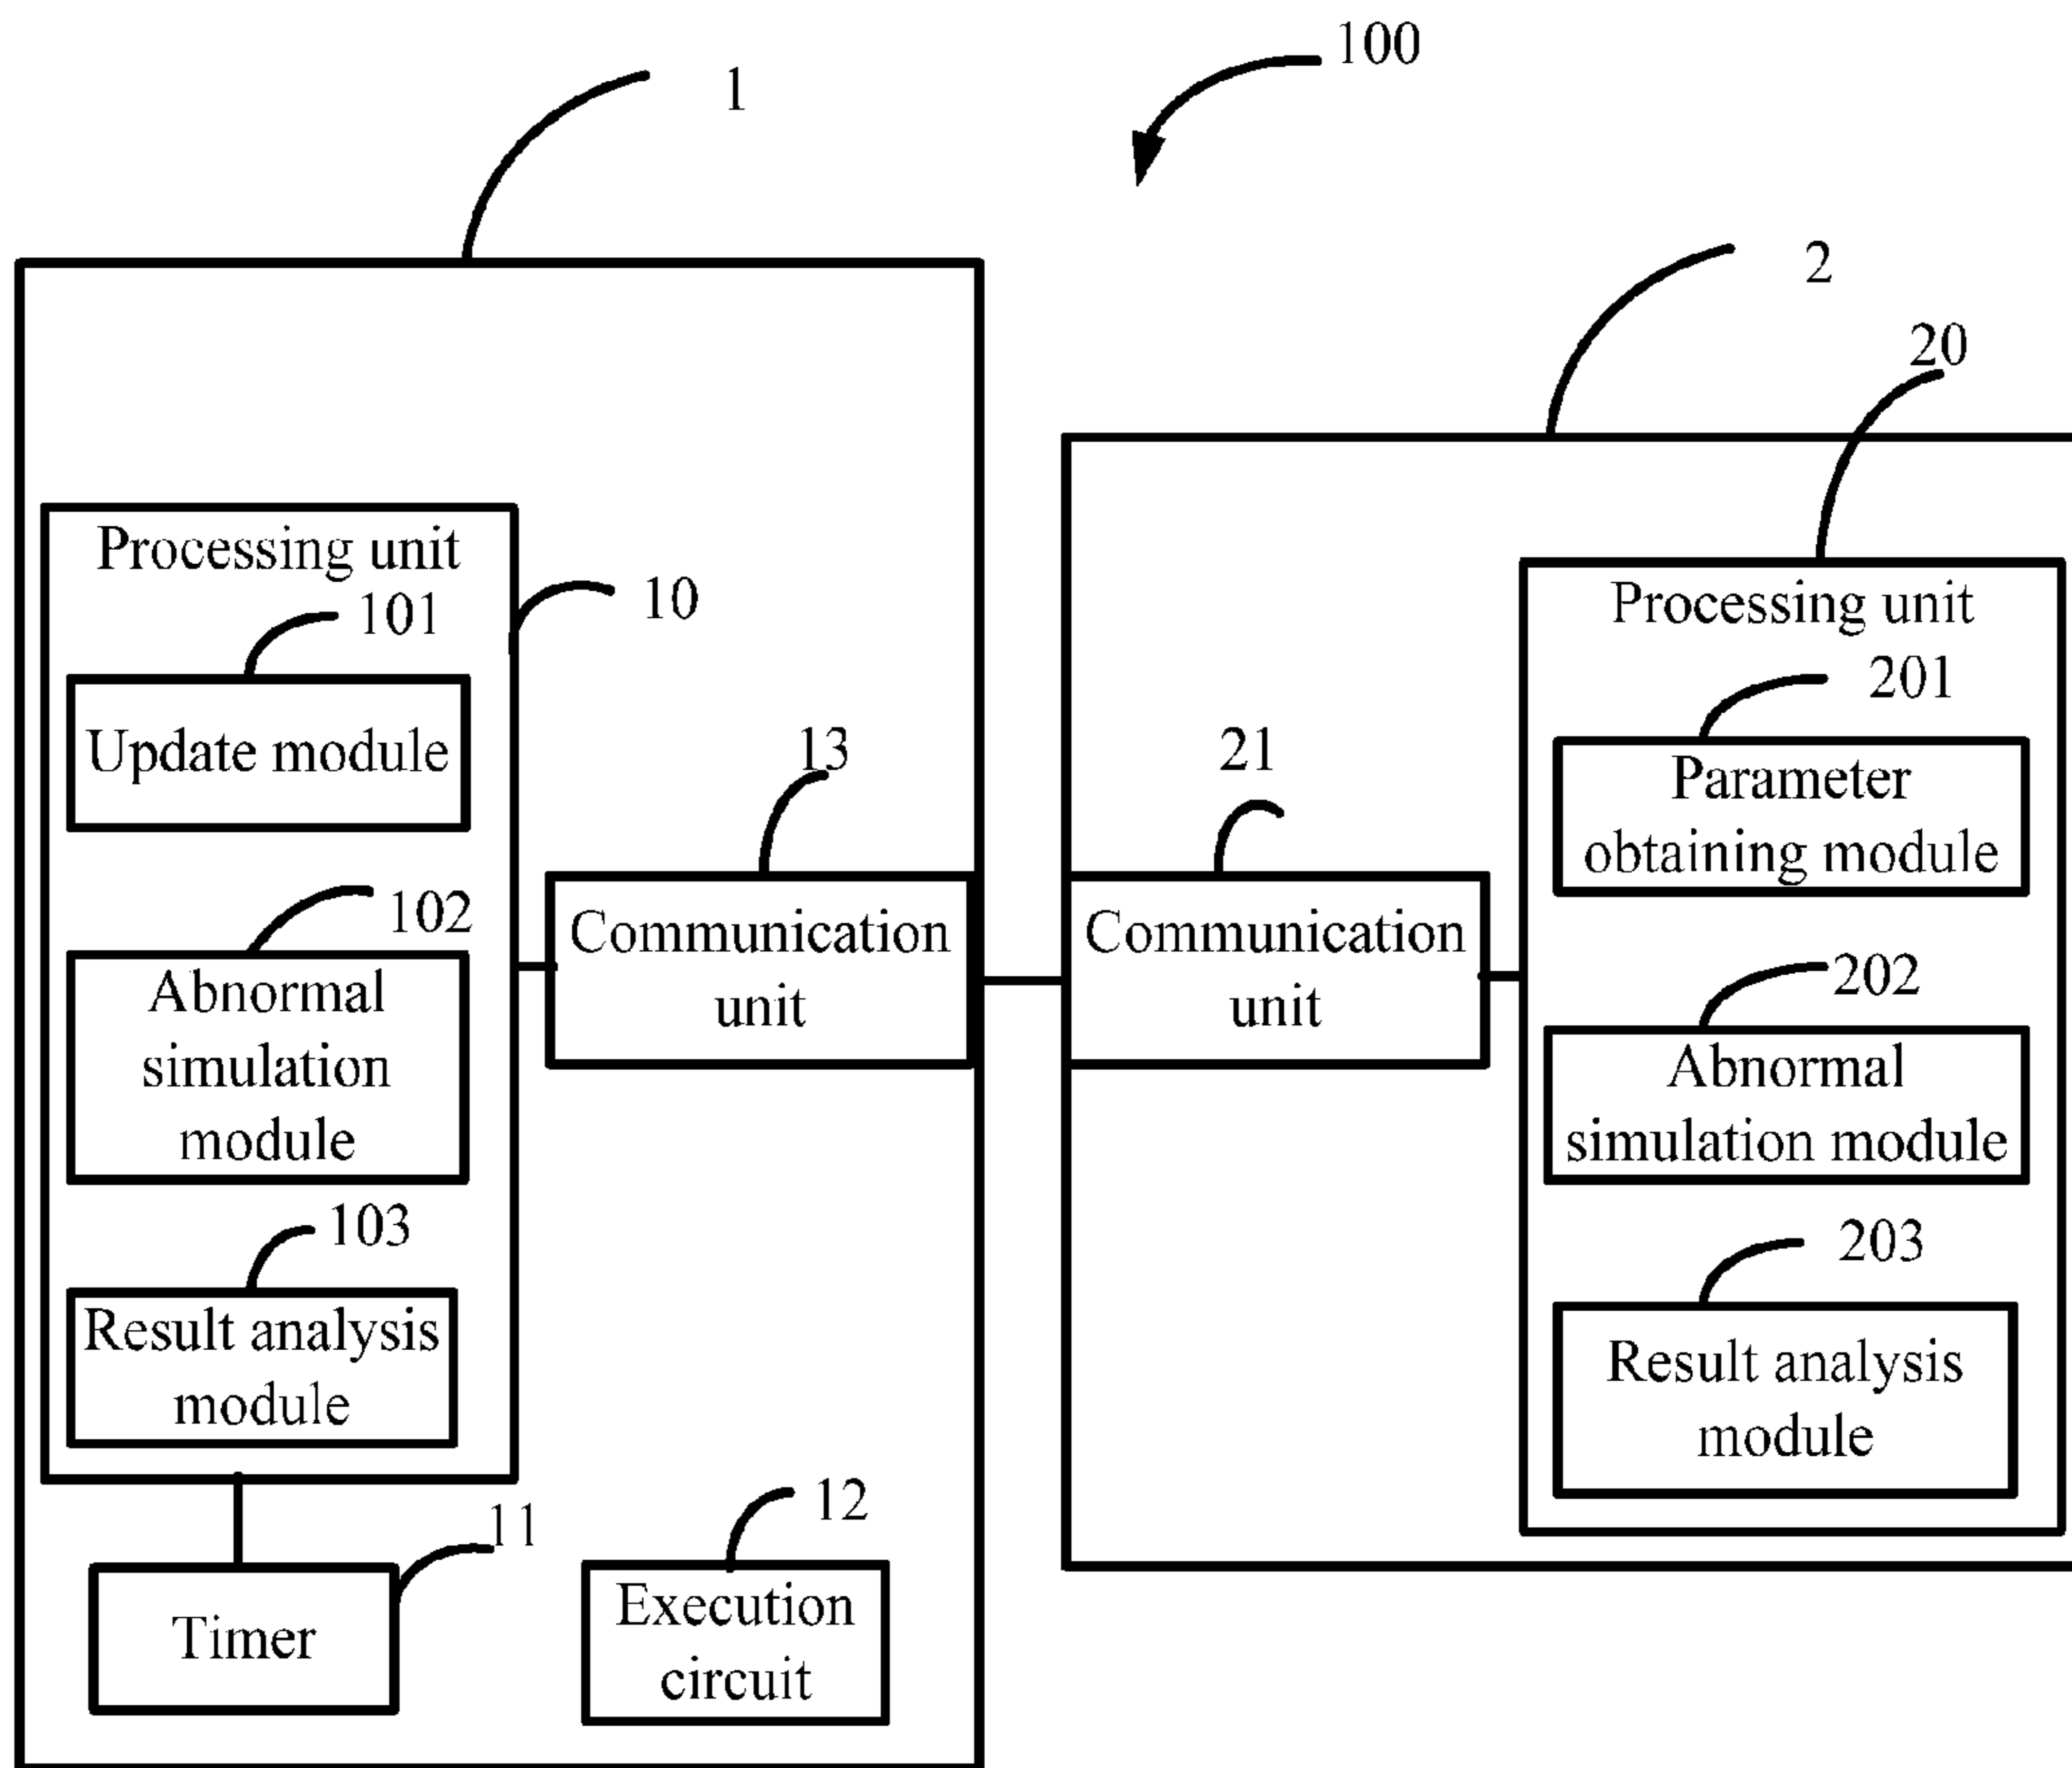 100
1
2
20
Processing unit
101
10
Update module
102
Abnormal
simulation
module
103
Result analysis
module
11
Timer
12
Execution
circuit
13
Communication
unit
21
Communication
unit
Processing unit
201
Parameter
obtaining module
202
Abnormal
simulation module
203
Result analysis
module